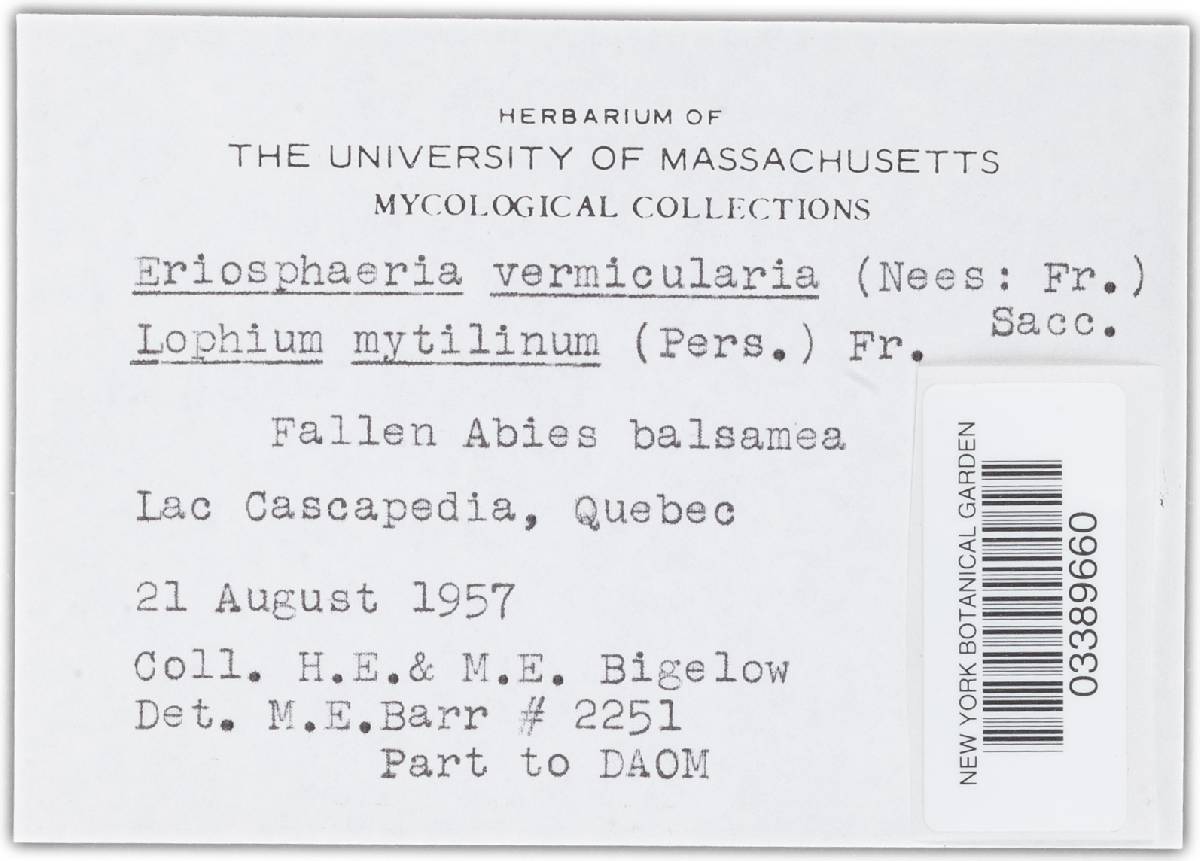 HERBARIUM OF
THE UNIVERSITY OF MASSACHUSETTS
MYCOLOGICAL COLLECTIONS
Eriosphaeria vermicularia (Nees: Fr.)
Sacc.
Lophium mytilinum (Pers.) Fr.
Fallen Abies balsamea
Lac Cascapedia, Quebec
21 August 1957
Coll. H.E.& M.E. Bigelow
Det. M.E.Barr # 2251
Part to DAOM
NEW YORK BOTANICAL GARDEN
03389660